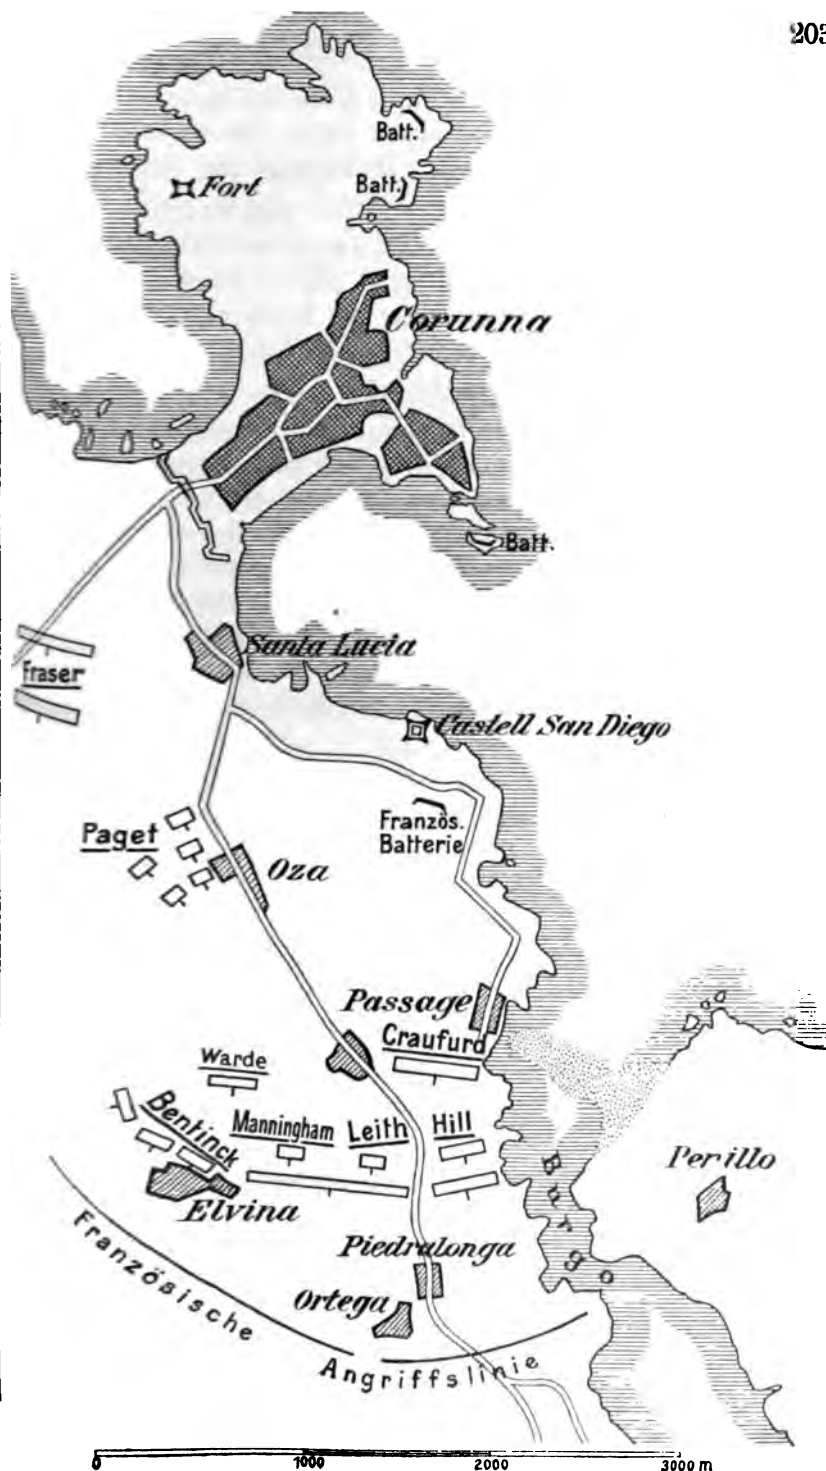 203
Batt.
Batt.
Fort
Corunna
Batt.
Santa Lucia
Fraser
Castell San Diego
Französ.
Batterie
Paget
Oza
Passage
Craufurd
Warde
Bentinck
Manningham
Leith
Hill
Perillo
Burgo
Elvina
Piedralonga
Ortega
Französische
Angriffslinie
0 1000 2000 3000 m